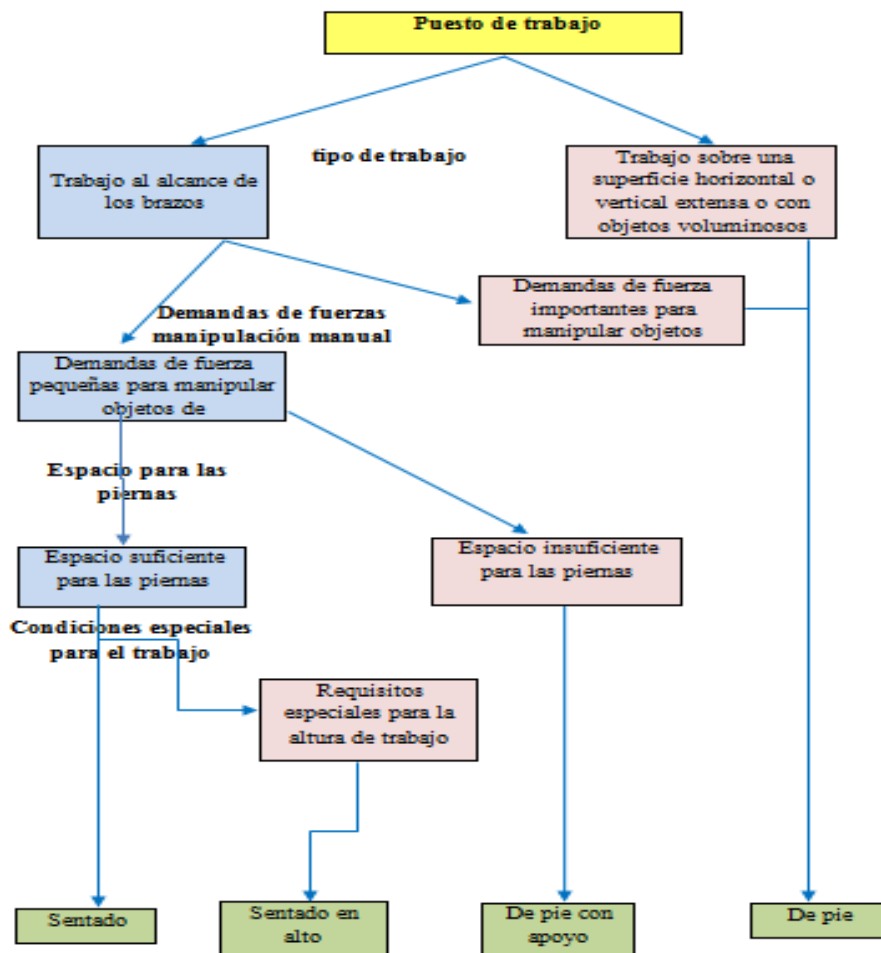 Puesto de trabajo
tipo de trabajo
Trabajo al alcance de
los brazos
Trabajo sobre una
superficie horizontal o
vertical extensa o con
objetos voluminosos
Demandas de fuerzas
manipulación manual
Demandas de fuerza
importantes para
manipular objetos
Demandas de fuerza
pequeñas para manipular
objetos de
Espacio para las
piernas
Espacio suficiente
para las piernas
Espacio insuficiente
para las piernas
Condiciones especiales
para el trabajo
Requisitos
especiales para la
altura de trabajo
Sentado
Sentado en
alto
De pie con
apoyo
De pie